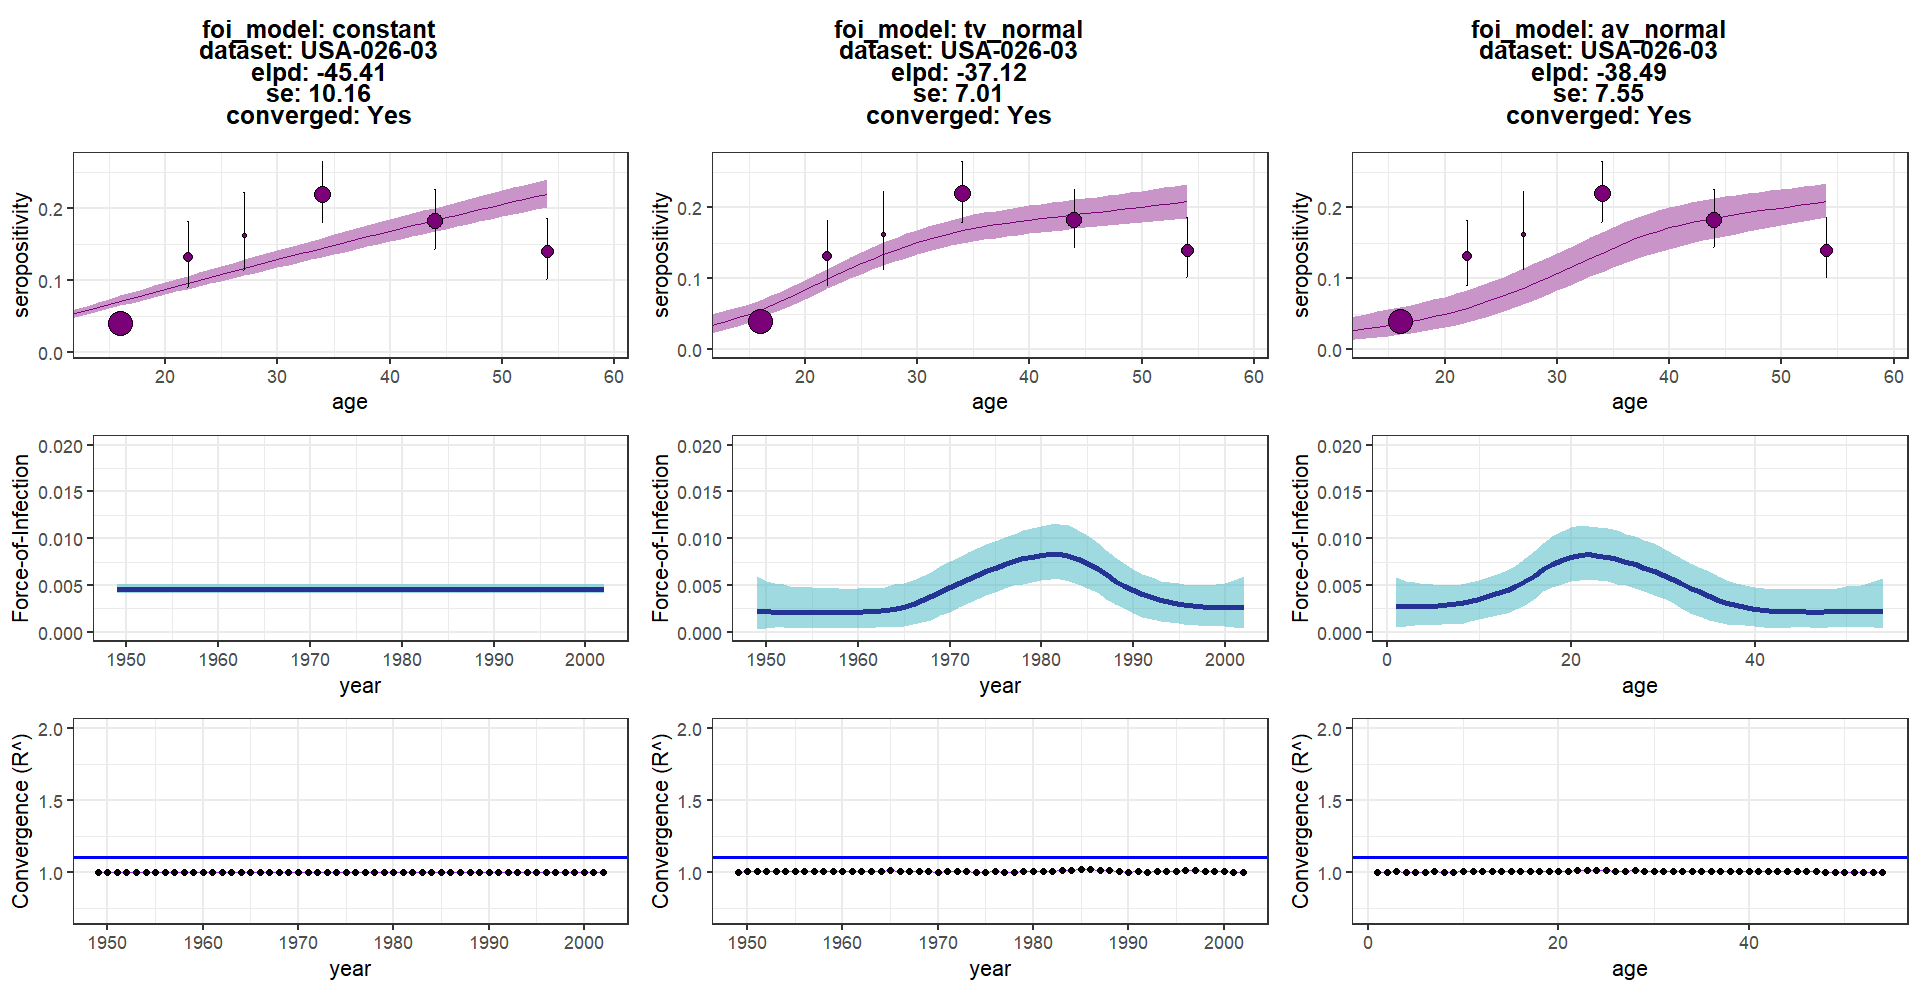 foi_model: constant
dataset: USA-026-03
elpd: -45.41
se: 10.16
converged: Yes
foi_model: tv_normal
dataset: USA-026-03
elpd: -37.12
se: 7.01
converged: Yes
foi_model: av_normal
dataset: USA-026-03
elpd: -38.49
se: 7.55
converged: Yes
seropositivity
0.2
0.1
0.0
20 30 40 50 60
age
seropositivity
0.2
0.1
0.0
20 30 40 50 60
age
seropositivity
0.2
0.1
0.0
20 30 40 50 60
age
Force-of-Infection
0.020
0.015
0.010
0.005
0.000
1950 1960 1970 1980 1990 2000
year
Force-of-Infection
0.020
0.015
0.010
0.005
0.000
1950 1960 1970 1980 1990 2000
year
Force-of-Infection
0.020
0.015
0.010
0.005
0.000
0 20 40
age
Convergence (R^)
2.0
1.5
1.0
1950 1960 1970 1980 1990 2000
year
Convergence (R^)
2.0
1.5
1.0
1950 1960 1970 1980 1990 2000
year
Convergence (R^)
2.0
1.5
1.0
0 20 40
age